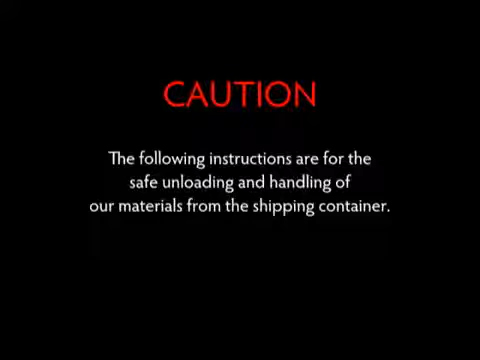 CAUTION
The following instructions are for the
safe unloading and handling of
our materials from the shipping container.